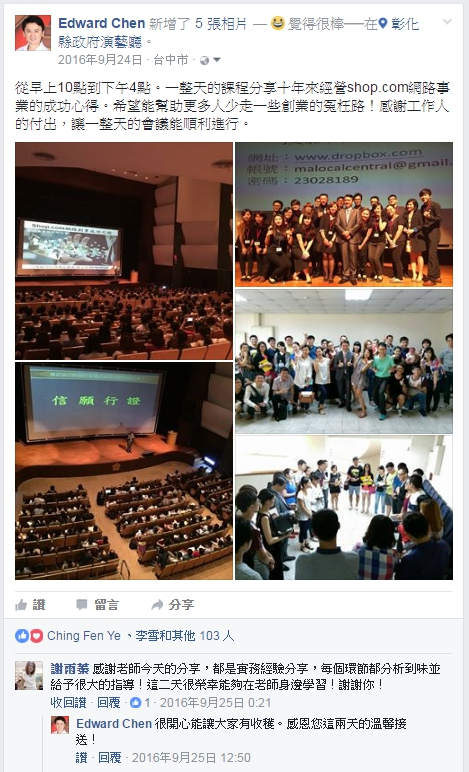 Edward Chen 新增了 5 張相片 — 覺得很棒——在 彰化
縣政府演藝廳。
2016年9月24日 · 台中市 ·
從早上10點到下午4點。一整天的課程分享十年來經營shop.com網路事
業的成功心得。希望能幫助更多人少走一些創業的冤枉路！感謝工作人
的付出，讓一整天的會議能順利進行。
網址：www.dropbox.com
帳號：malocalcentral@gmail.
密碼：23028189
信 願 行 證
讚 留言 分享
Ching Fen Ye、李雪和其他 103 人
感謝老師今天的分享，都是實務經驗分享，每個環節都分析到味並
給予很大的指導！這二天很榮幸能夠在老師身邊學習！謝謝你！
收回讚 · 回覆 · 1 · 2016年9月25日 0:21
Edward Chen 很開心能讓大家有收穫。感恩您這兩天的溫馨接
送！
讚 · 回覆 · 2016年9月25日 12:50